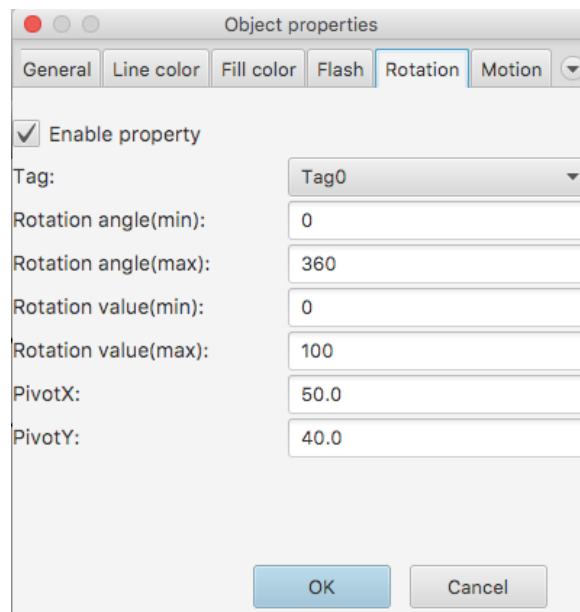 Object properties
General Line color Fill color Flash Rotation Motion
Enable property
Tag: Tag0
Rotation angle(min): 0
Rotation angle(max): 360
Rotation value(min): 0
Rotation value(max): 100
PivotX: 50.0
PivotY: 40.0
OK Cancel